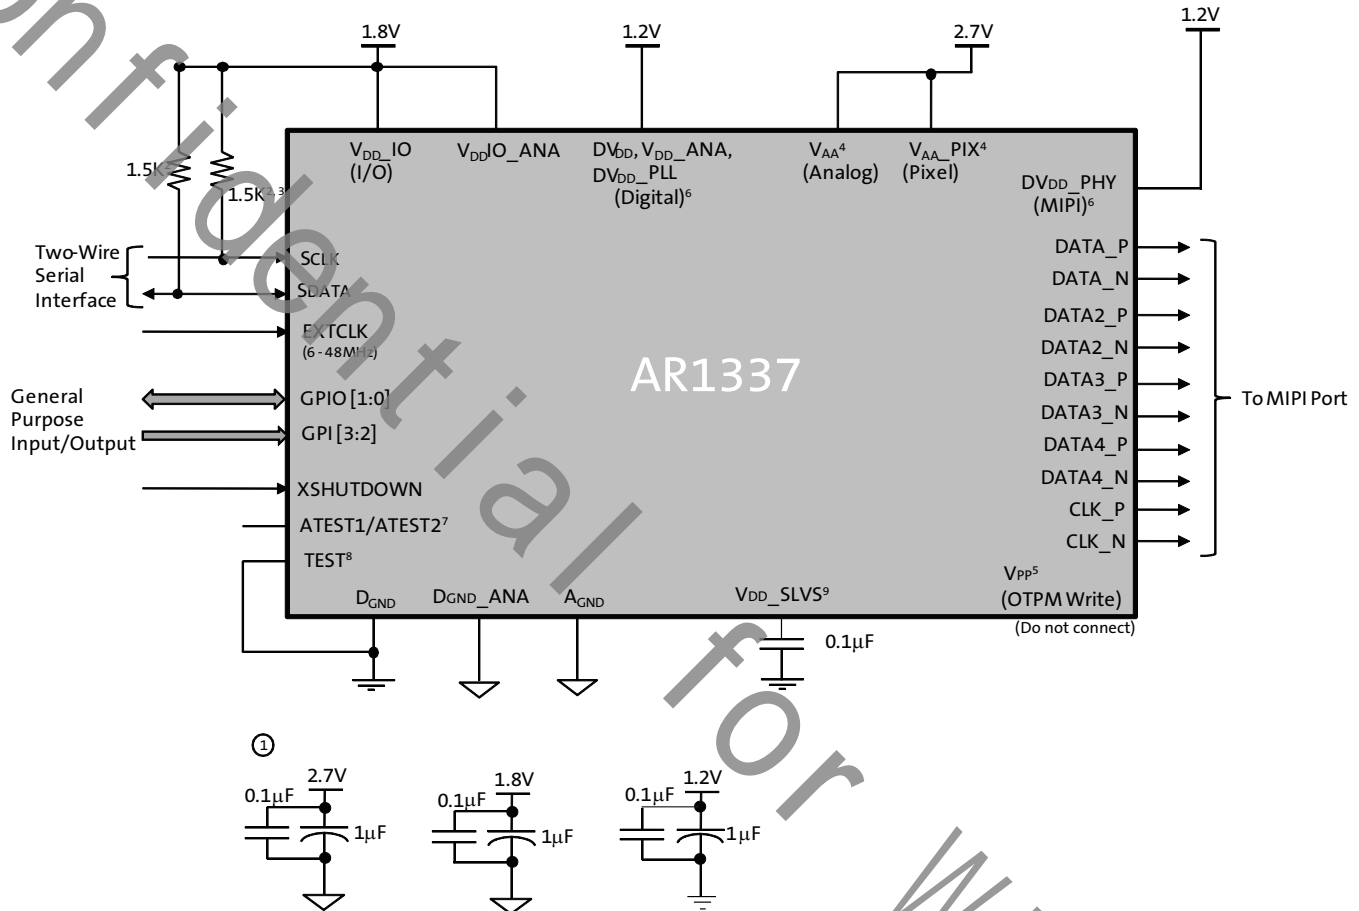 1.8V
1.2V
2.7V
1.2V
VDD_IO
(I/O)
VDDIO_ANA
DVDD, VDD_ANA,
DVDD_PLL
(Digital)6
VAA4
(Analog)
VAA_PIX4
(Pixel)
DVDD_PHY
(MIPI)6
1.5K2
1.5K2, 3
Two-Wire
Serial
Interface
SCLK
SDATA
EXTCLK
(6 - 48MHz)
General
Purpose
Input/Output
GPIO [1:0]
GPI [3:2]
XSHUTDOWN
ATEST1/ATEST27
TEST8
AR1337
DATA_P
DATA_N
DATA2_P
DATA2_N
DATA3_P
DATA3_N
DATA4_P
DATA4_N
CLK_P
CLK_N
To MIPI Port
DGND
DGND_ANA
AGND
VDD_SLVS9
VPP5
(OTPM Write)
(Do not connect)
0.1μF
1
2.7V
0.1μF
1μF
1.8V
0.1μF
1μF
1.2V
0.1μF
1μF
onfidential for W